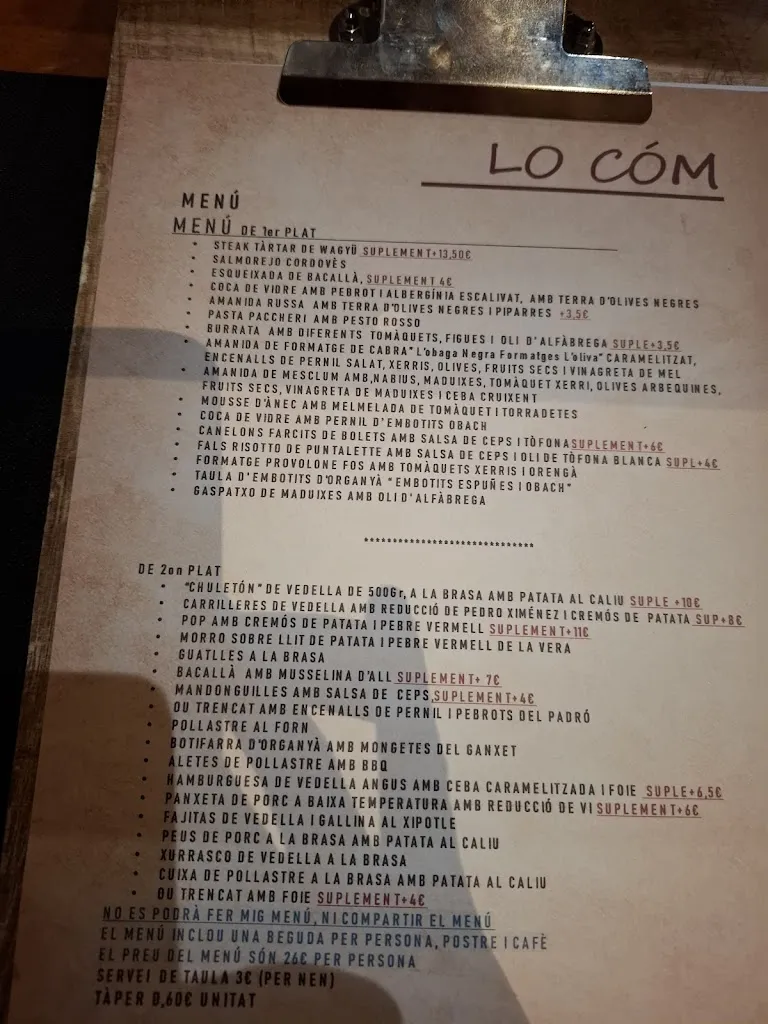 LO CÓM
MENÚ
MENÚ DE 1er PLAT
• STEAK TÀRTAR DE WAGYÜ SUPLEMENT+13,50€
• SALMOREJO CORDOVÈS
• ESQUEIXADA DE BACALLÀ, SUPLEMENT 4€
• COCA DE VIDRE AMB PEBROT I ALBERGÍNIA ESCALIVAT, AMB TERRA D'OLIVES NEGRES
• AMANIDA RUSSA AMB TERRA D'OLIVES NEGRES I PIPARRES +3,5€
• PASTA PACCHERI AMB PESTO ROSSO
• BURRATA AMB DIFERENTS TOMÀQUETS, FIGUES I OLI D'ALFÀBREGA SUPLE+3,5€
• AMANIDA DE FORMATGE DE CABRA" L'obaga Negra Formatges L'oliva" CARAMELITZAT,
ENCENALLS DE PERNIL SALAT, XERRIS, OLIVES, FRUITS SECS I VINAGRETA DE MEL
• AMANIDA DE MESCLUM AMB,NABIUS, MADUIXES, TOMÀQUET XERRI, OLIVES ARBEQUINES,
FRUITS SECS, VINAGRETA DE MADUIXES I CEBA CRUIXENT
• MOUSSE D'ÀNEC AMB MELMELADA DE TOMÀQUET I TORRADETES
• COCA DE VIDRE AMB PERNIL D'EMBOTITS OBACH
• CANELONS FARCITS DE BOLETS AMB SALSA DE CEPS I TÒFONA SUPLEMENT+6€
• FALS RISOTTO DE PUNTALETTE AMB SALSA DE CEPS I OLI DE TÒFONA BLANCA SUPL+4€
• FORMATGE PROVOLONE FOS AMB TOMÀQUETS XERRIS I ORENGÀ
• TAULA D'EMBOTITS D'ORGANYÀ "EMBOTITS ESPUÑES I OBACH"
• GASPATXO DE MADUIXES AMB OLI D'ALFÀBREGA
*****************************
DE 2on PLAT
• "CHULETÓN" DE VEDELLA DE 500Gr, A LA BRASA AMB PATATA AL CALIU SUPLE +10€
• CARRILLERES DE VEDELLA AMB REDUCCIÓ DE PEDRO XIMÉNEZ I CREMÓS DE PATATA SUP+8€
• POP AMB CREMÓS DE PATATA I PEBRE VERMELL SUPLEMENT+11€
• MORRO SOBRE LLIT DE PATATA I PEBRE VERMELL DE LA VERA
• GUATLLES A LA BRASA
• BACALLÀ AMB MUSSELINA D'ALL SUPLEMENT+ 7€
• MANDONGUILLES AMB SALSA DE CEPS,SUPLEMENT+4€
• OU TRENCAT AMB ENCENALLS DE PERNIL I PEBROTS DEL PADRÓ
• POLLASTRE AL FORN
• BOTIFARRA D'ORGANYÀ AMB MONGETES DEL GANXET
• ALETES DE POLLASTRE AMB BBQ
• HAMBURGUESA DE VEDELLA ANGUS AMB CEBA CARAMELITZADA I FOIE SUPLE+6,5€
• PANXETA DE PORC A BAIXA TEMPERATURA AMB REDUCCIÓ DE VI SUPLEMENT+6€
• FAJITAS DE VEDELLA I GALLINA AL XIPOTLE
• PEUS DE PORC A LA BRASA AMB PATATA AL CALIU
• XURRASCO DE VEDELLA A LA BRASA
• CUIXA DE POLLASTRE A LA BRASA AMB PATATA AL CALIU
• OU TRENCAT AMB FOIE SUPLEMENT+4€
NO ES PODRÀ FER MIG MENÚ, NI COMPARTIR EL MENÚ
EL MENÚ INCLOU UNA BEGUDA PER PERSONA, POSTRE I CAFÈ
EL PREU DEL MENÚ SÓN 26€ PER PERSONA
SERVEI DE TAULA 3€ (PER NEN)
TÀPER 0,60€ UNITAT